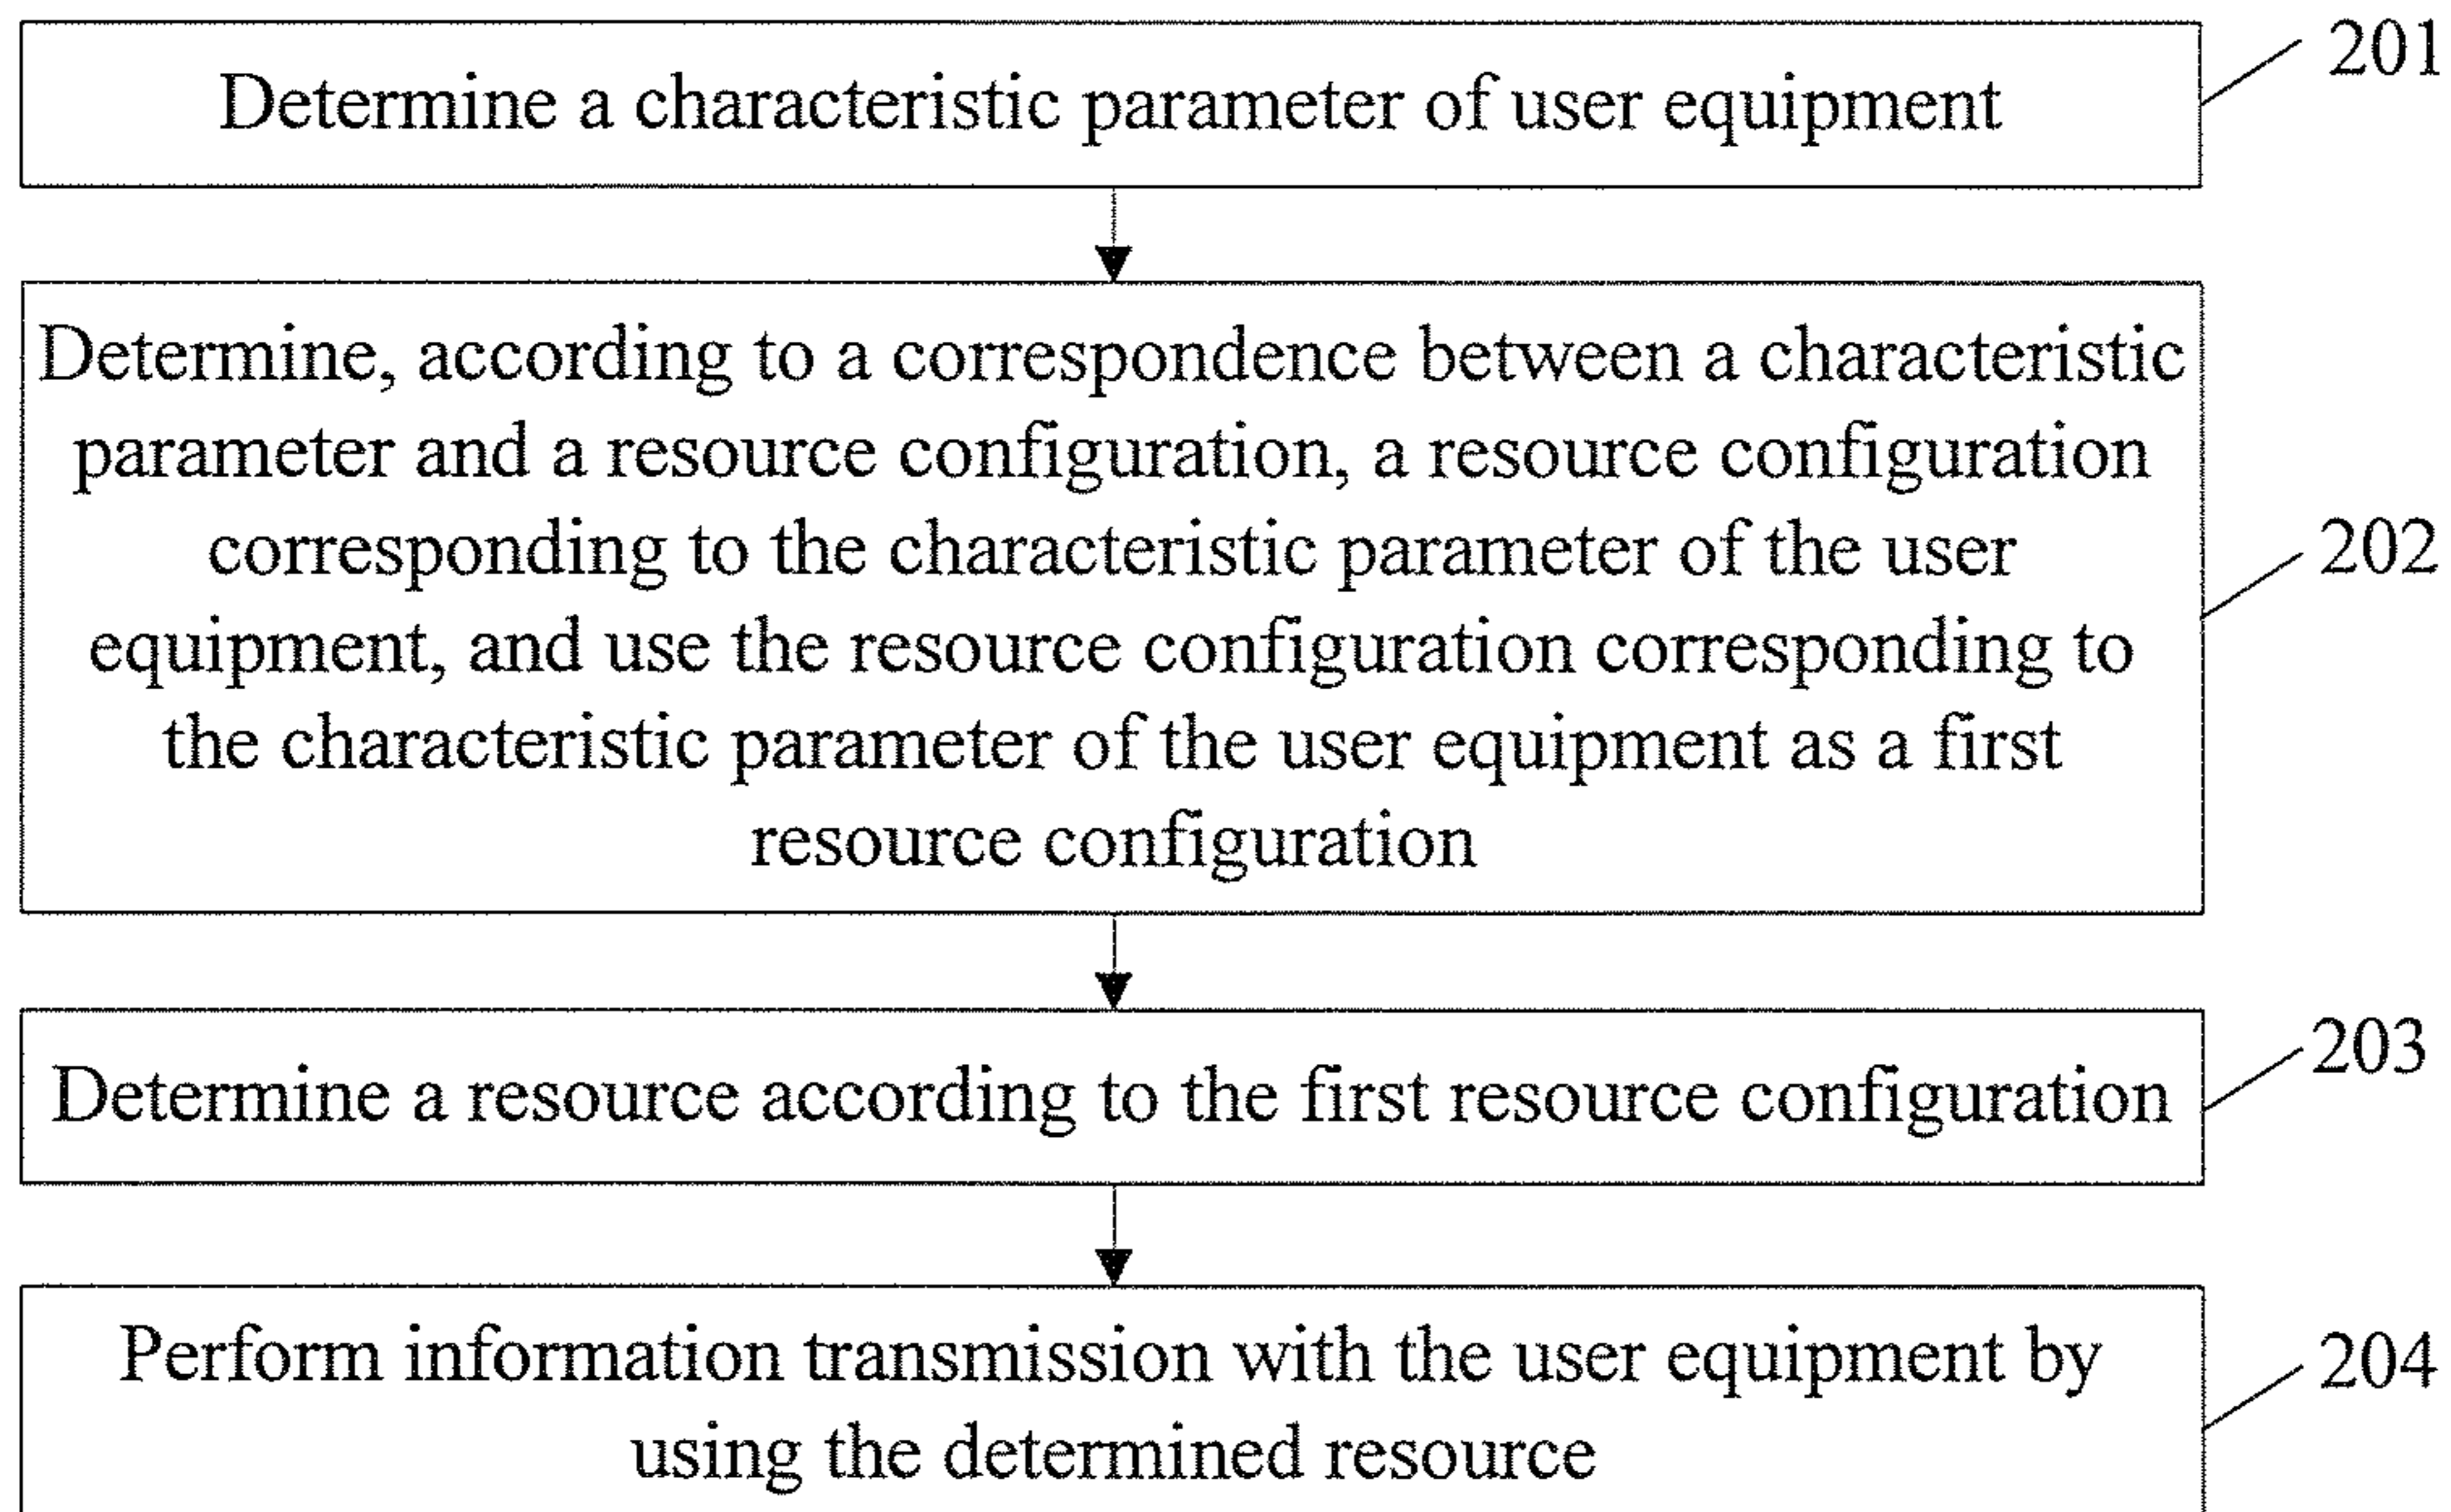 Determine a characteristic parameter of user equipment
201
Determine, according to a correspondence between a characteristic
parameter and a resource configuration, a resource configuration
corresponding to the characteristic parameter of the user
equipment, and use the resource configuration corresponding to
the characteristic parameter of the user equipment as a first
resource configuration
202
Determine a resource according to the first resource configuration
203
Perform information transmission with the user equipment by
using the determined resource
204